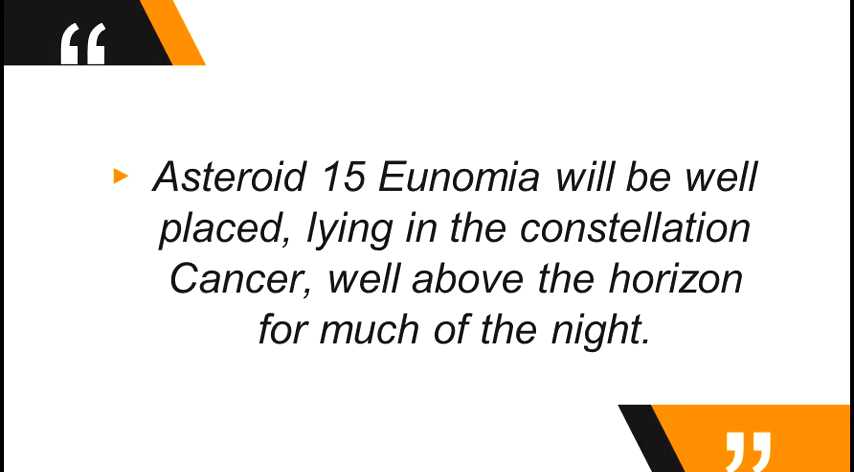 “
▸ Asteroid 15 Eunomia will be well
placed, lying in the constellation
Cancer, well above the horizon
for much of the night.
”